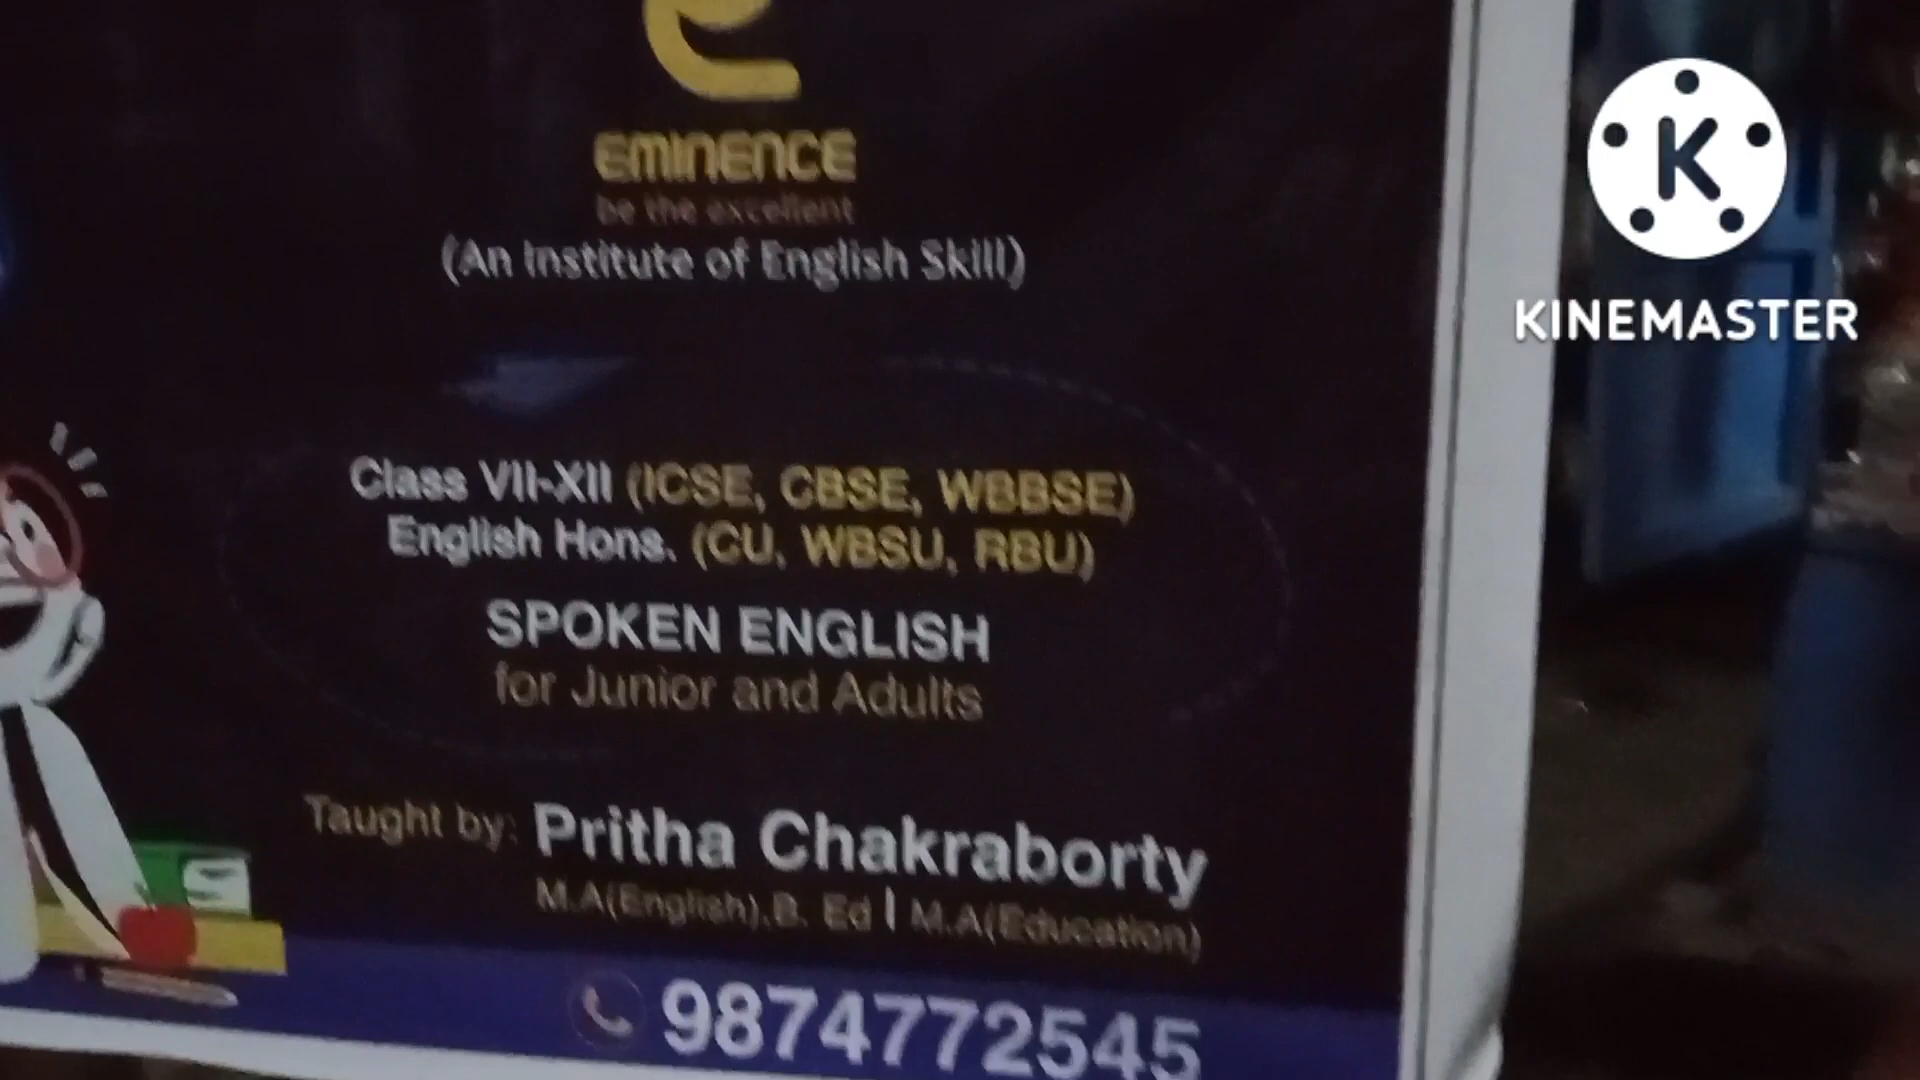 eminence
be the excellent
(An Institute of English Skill)
Class VII-XII (ICSE, CBSE, WBBSE)
English Hons. (CU, WBSU, RBU)
SPOKEN ENGLISH
for Junior and Adults
Taught by: Pritha Chakraborty
M.A(English).B. Ed | M.A(Education)
9874772545
K
KINEMASTER